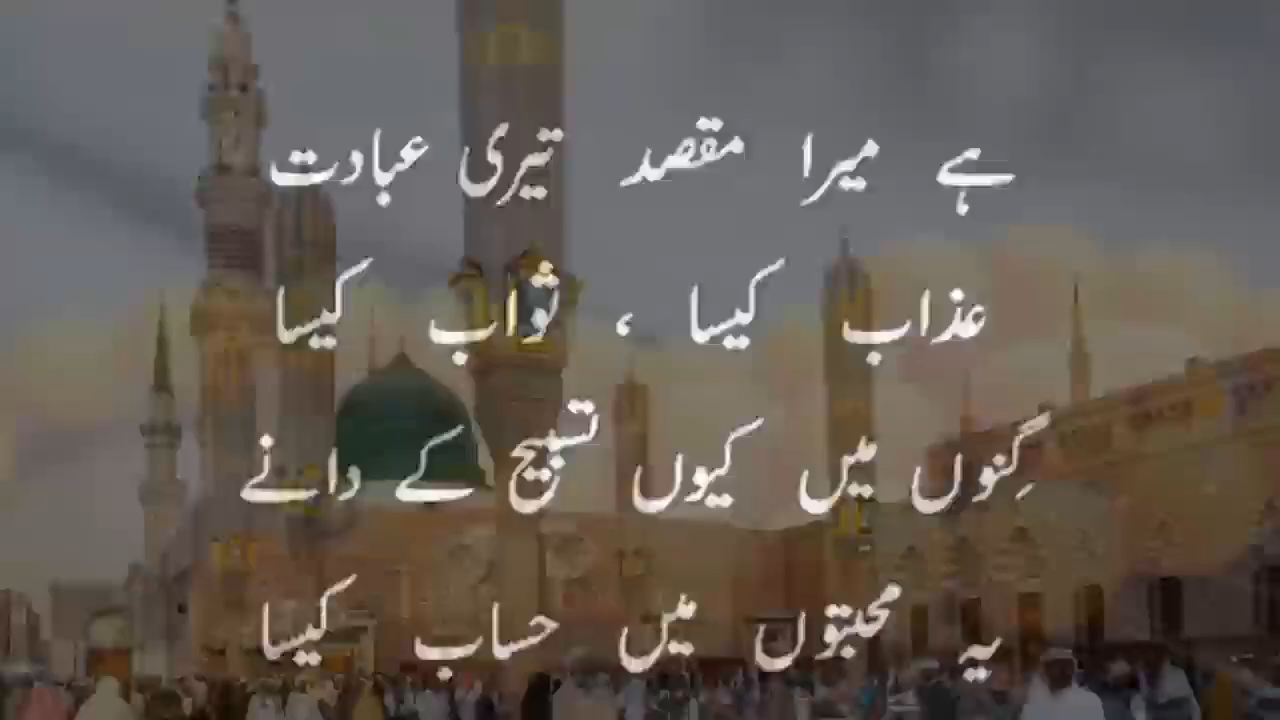 ہے میرا مقصد تیری عبادت
عذاب کیسا ، ثواب کیسا
گِنوں میں کیوں تسبیح کے دانے
یہ محبتوں میں حساب کیسا